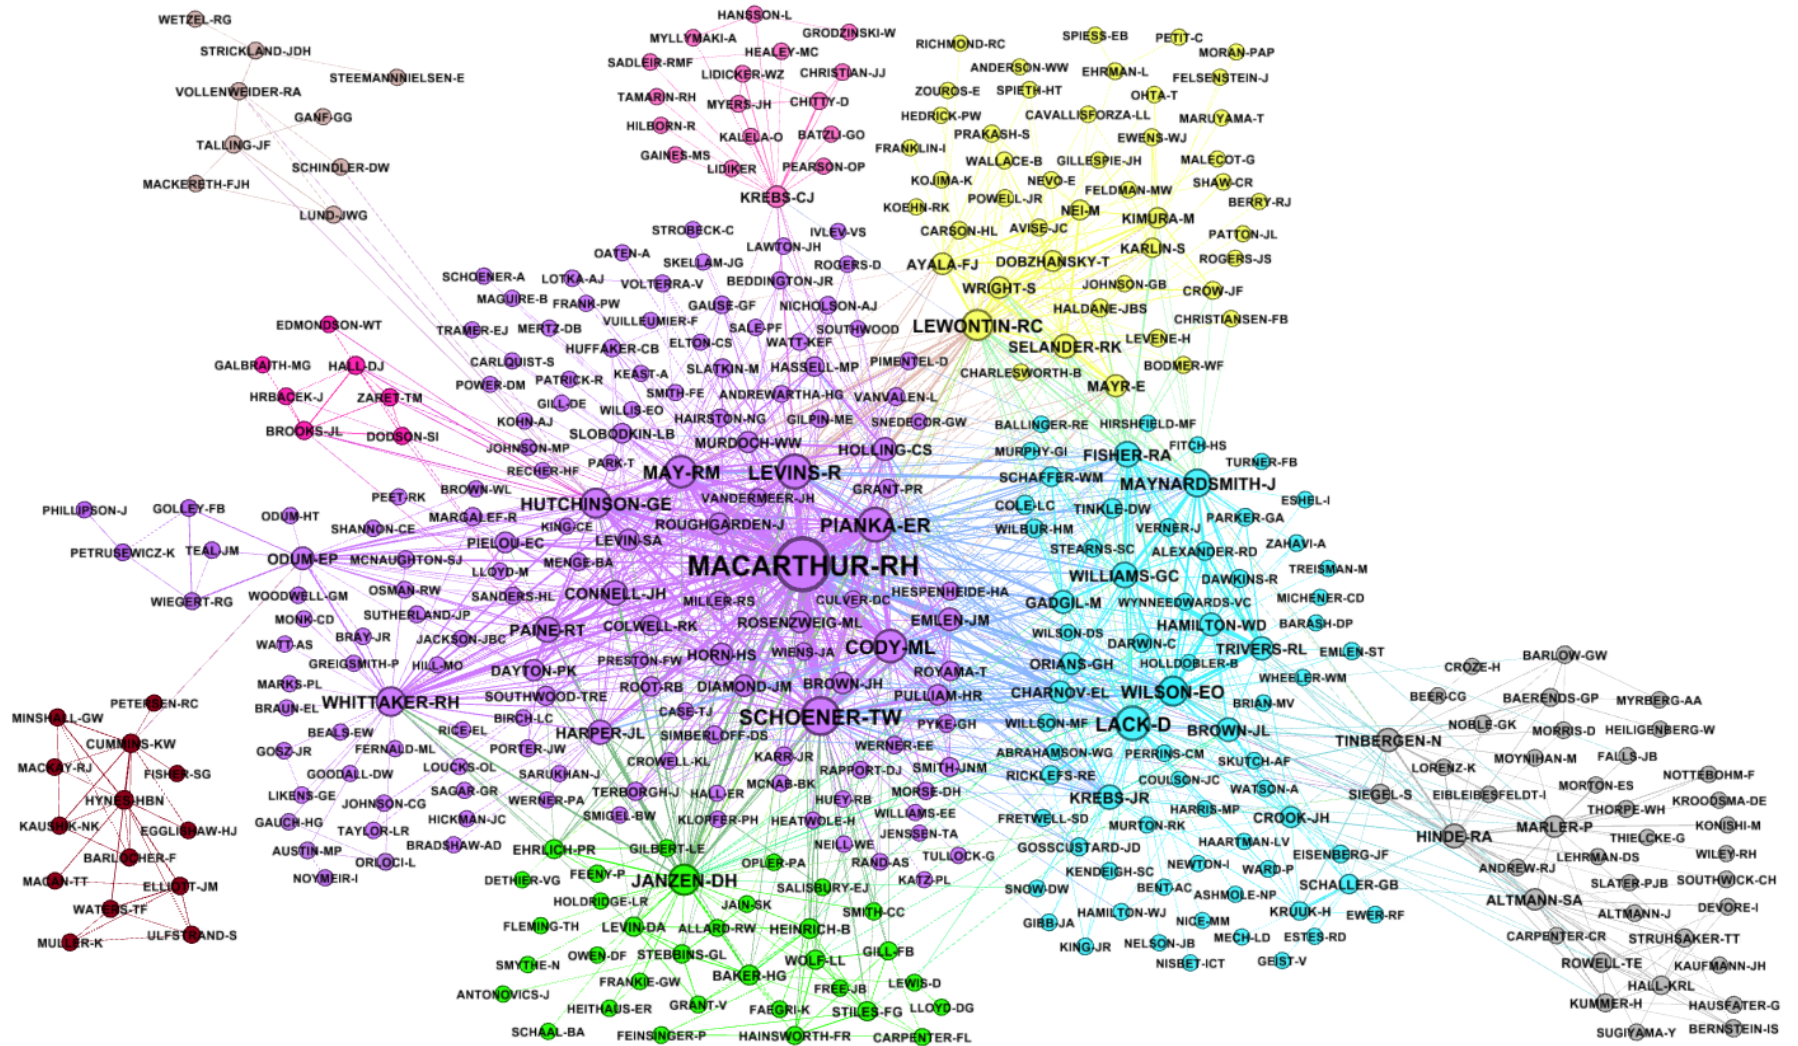 WETZEL-RG
STRICKLAND-JDH
STEEMANNNIELSEN-E
VOLLENWEIDER-RA
GANF-GG
TALLING-JF
SCHINDLER-DW
MACKERETH-FJH
LUND-JWG
HANSSON-L
GRODZINSKI-W
MYLLYMAKI-A
HEALEY-MC
SADLEIR-RMF
LIDICKER-WZ
CHRISTIAN-JJ
TAMARIN-RH
MYERS-JH
CHITTY-D
HILBORN-R
KALELA-O
BATZLI-GO
GAINES-MS
LIDIKER
PEARSON-OP
KREBS-CJ
RICHMOND-RC
SPIESS-EB
PETIT-C
MORAN-PAP
ANDERSON-WW
EHRMAN-L
FELSENSTEIN-J
ZOUROS-E
SPIETH-HT
OHTA-T
HEDRICK-PW
CAVALLISFORZA-LL
MARUYAMA-T
PRAKASH-S
EWENS-WJ
FRANKLIN-I
WALLACE-B
GILLESPIE-JH
MALECOT-G
KOJIMA-K
NEVO-E
FELDMAN-MW
SHAW-CR
POWELL-JR
BERRY-RJ
KOEHN-RK
NEI-M
KIMURA-M
CARSON-HL
AVISE-JC
PATTON-JL
KARLIN-S
ROGERS-JS
AYALA-FJ
DOBZHANSKY-T
WRIGHT-S
JOHNSON-GB
CROW-JF
HALDANE-JBS
CHRISTIANSEN-FB
LEWONTIN-RC
SELANDER-RK
LEVENE-H
BODMER-WF
CHARLESWORTH-B
MAYR-E
STROBECK-C
IVLEV-VS
OATEN-A
LAWTON-JH
SKELLAM-JG
ROGERS-D
SCHOENER-A
LOTKA-AJ
VOLTERRA-V
BEDDINGTON-JR
MAGUIRE-B
FRANK-PW
GAUSE-GF
NICHOLSON-AJ
TRAMER-EJ
MERTZ-DB
VUILLEUMIER-F
SALE-PF
SOUTHWOOD
HUFFAKER-CB
ELTON-CS
WATT-KEF
CARLQUIST-S
SLATKIN-M
HASSELL-MP
PIMENTEL-D
POWER-DM
PATRICK-R
KEAST-A
SMITH-FE
ANDREWARTHA-HG
VANVALEN-L
GILL-DE
WILLIS-EO
KOHN-AJ
HAIRSTON-NG
GILPIN-ME
SNEDECOR-GW
SLOBODKIN-LB
MURDOCH-WW
HOLLING-CS
JOHNSON-MP
RECHER-HF
PARK-T
MAY-RM
LEVINS-R
EDMONDSON-WT
GALBRAITH-MG
HALL-DJ
HRBACEK-J
ZARET-TM
BROOKS-JL
DODSON-SI
PHILLIPSON-J
GOLLEY-FB
ODUM-HT
PEET-RK
BROWN-WL
HUTCHINSON-GE
VANDERMEER-JH
GRANT-PR
PETRUSEWICZ-K
TEAL-JM
SHANNON-CE
MARGALEF-R
KING-CE
ROUGHGARDEN-J
PIANKA-ER
ODUM-EP
MCNAUGHTON-SJ
PIELOU-EC
LEVIN-SA
WIEGERT-RG
WOODWELL-GM
LLOYD-M
MENGE-BA
MACARTHUR-RH
OSMAN-RW
SANDERS-HL
CONNELL-JH
MILLER-RS
CULVER-DC
HESPENHEIDE-HA
MONK-CD
SUTHERLAND-JP
WATT-AS
BRAY-JR
JACKSON-JBC
PAINE-RT
COLWELL-RK
ROSENZWEIG-ML
EMLEN-JM
GREIGSMITH-P
HILL-MO
DAYTON-PK
PRESTON-FW
HORN-HS
WIENS-JA
CODY-ML
MARKS-PL
SOUTHWOOD-TRE
ROOT-RB
DIAMOND-JM
BROWN-JH
ROYAMA-T
PULLIAM-HR
BRAUN-EL
WHITTAKER-RH
BIRCH-LC
CASE-TJ
SCHOENER-TW
PYKE-GH
BEALS-EW
RICE-EL
HARPER-JL
SIMBERLOFF-DS
GOSZ-JR
FERNALD-ML
PORTER-JW
KARR-JR
WERNER-EE
GOODALL-DW
LOUCKS-OL
SARUKHAN-J
CROWELL-KL
RAPPORT-DJ
SMITH-JNM
LIKENS-GE
JOHNSON-CG
SAGAR-GR
WERNER-PA
TERBORGH-J
HALL-ER
MCNAB-BK
HUEY-RB
MORSE-DH
GAUCH-HG
TAYLOR-LR
HICKMAN-JC
SMIGEL-BW
KLOPFER-PH
HEATWOLE-H
WILLIAMS-EE
AUSTIN-MP
ORLOCI-L
BRADSHAW-AD
NEILL-WE
JENSSEN-TA
NOYMEIR-I
RAND-AS
TULLOCK-G
KATZ-PL
BALLINGER-RE
HIRSHFIELD-MF
MURPHY-GI
FISHER-RA
FITCH-HS
TURNER-FB
SCHAFFER-WM
MAYNARDSMITH-J
ESHEL-I
COLE-LC
TINKLE-DW
PARKER-GA
WILBUR-HM
VERNER-J
ZAHAVI-A
STEARNS-SC
ALEXANDER-RD
TREISMAN-M
WILLIAMS-GC
DAWKINS-R
MICHENER-CD
GADGIL-M
WYNNEEDWARDS-VC
BARASH-DP
WILSON-DS
HAMILTON-WD
DARWIN-C
TRIVERS-RL
EMLEN-ST
ORIANS-GH
HOLLDOBLER-B
WHEELER-WM
CHARNOV-EL
WILSON-EO
BRIAN-MV
WILLSON-MF
LACK-D
BROWN-JL
ABRAHAMSON-WG
PERRINS-CM
SKUTCH-AF
RICKLEFS-RE
COULSON-JC
WATSON-A
KREBS-JR
HARRIS-MP
CROOK-JH
FRETWELL-SD
MURTON-RK
HAARTMAN-LV
GOSSCUSTARD-JD
EISENBERG-JF
KENDEIGH-SC
NEWTON-I
WARD-P
SNOW-DW
BENT-AC
ASHMOLE-NP
SCHALLER-GB
GIBB-JA
HAMILTON-WJ
NICE-MM
KRUUK-H
EWER-RF
KING-JR
NELSON-JB
MECH-LD
ESTES-RD
NISBET-ICT
GEIST-V
BARLOW-GW
CROZE-H
BEER-CG
BAERENDS-GP
MYRBERG-AA
TINBERGEN-N
NOBLE-GK
MORRIS-D
HEILIGENBERG-W
MOYNIHAN-M
FALLS-JB
LORENZ-K
NOTTEBOHM-F
SIEGEL-S
EIBLEIBESFELDT-I
MORTON-ES
THORPE-WH
KROODSMA-DE
HINDE-RA
MARLER-P
THIELCKE-G
KONISHI-M
ANDREW-RJ
LEHRMAN-DS
WILEY-RH
ALTMANN-SA
SLATER-PJB
SOUTHWICK-CH
ALTMANN-J
DEVORE-I
CARPENTER-CR
STRUHSAKER-TT
ROWELL-TE
KAUFMANN-JH
HALL-KRL
KUMMER-H
HAUSFATER-G
SUGIYAMA-Y
BERNSTEIN-IS
PETERSEN-RC
MINSHALL-GW
CUMMINS-KW
MACKAY-RJ
FISHER-SG
HYNES-HBN
KAUSHIK-NK
EGGLISHAW-HJ
BARLOCHER-F
MACAN-TT
ELLIOTT-JM
WATERS-TF
MULLER-K
ULFSTRAND-S
EHRLICH-PR
GILBERT-LE
OPLER-PA
DETHIER-VG
FEENY-P
JANZEN-DH
SALISBURY-EJ
HOLDRIDGE-LR
JAIN-SK
SMITH-CC
FLEMING-TH
LEVIN-DA
ALLARD-RW
HEINRICH-B
OWEN-DF
STEBBINS-GL
GILL-FB
SMYTHE-N
WOLF-LL
FRANKIE-GW
BAKER-HG
FREE-JB
LEWIS-D
ANTONOVICS-J
HEITHAUS-ER
GRANT-V
FAEGRI-K
STILES-FG
LLOYD-DG
SCHAAL-BA
FEINSINGER-P
HAINSWORTH-FR
CARPENTER-FL